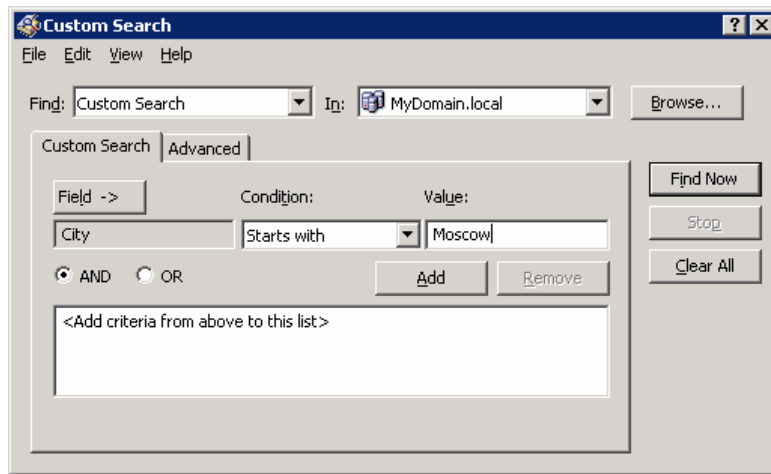 Custom Search
File Edit View Help
Find: Custom Search In: MyDomain.local Browse...
Custom Search Advanced
Field -> Condition: Value:
City Starts with Moscow
AND OR Add Remove
<Add criteria from above to this list>
Find Now
Stop
Clear All